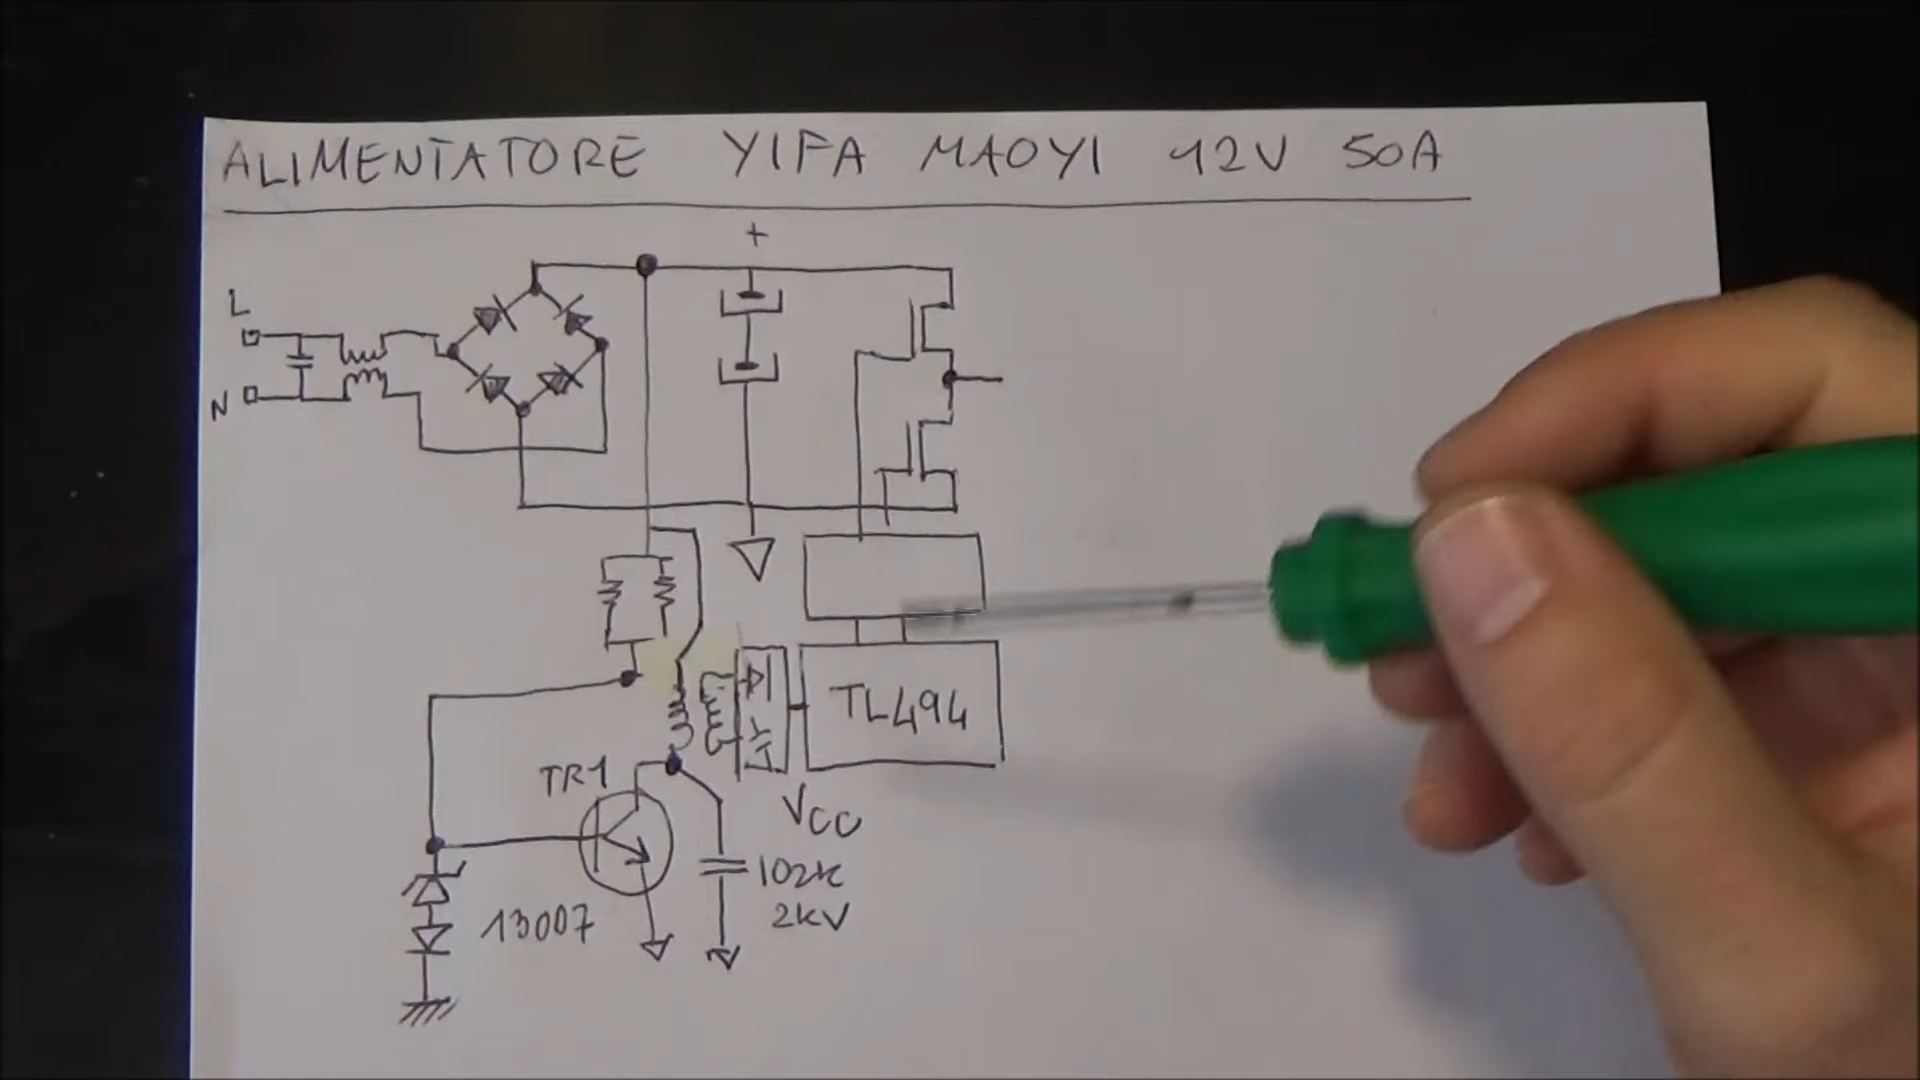 ALIMENTATORE YIFA MAOYI 12V 50A
+
L
N
TL494
TR1
VCC
102K
2KV
13007